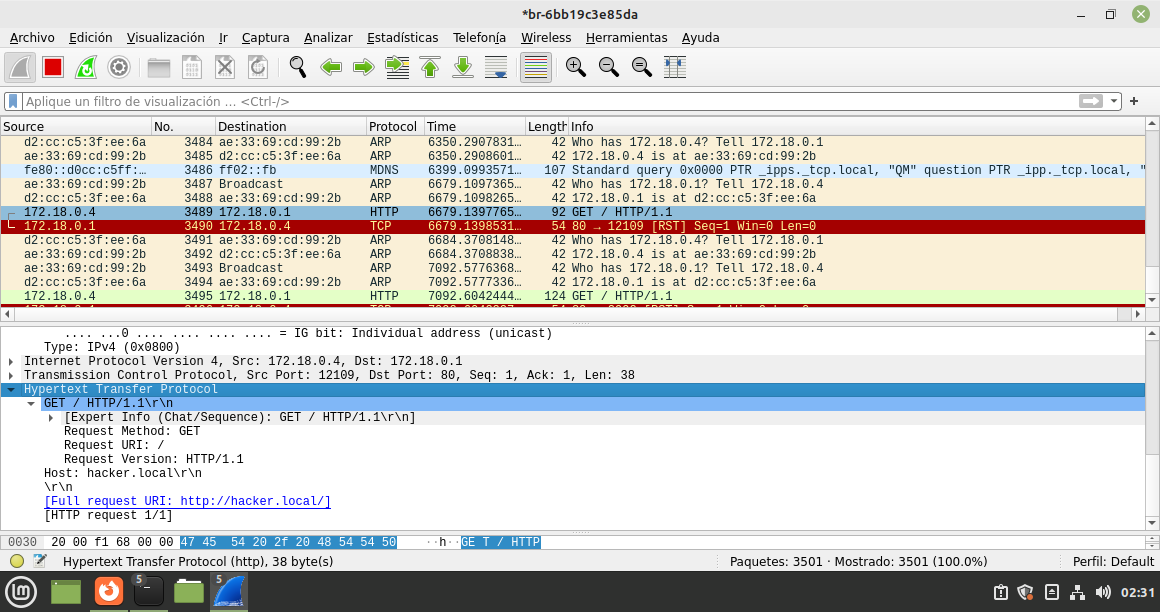 *br-6bb19c3e85da
Archivo Edición Visualización Ir Captura Analizar Estadísticas Telefonía Wireless Herramientas Ayuda
Aplique un filtro de visualización … <Ctrl-/>
Source No. Destination Protocol Time Length Info
d2:cc:c5:3f:ee:6a 3484 ae:33:69:cd:99:2b ARP 6350.2907831… 42 Who has 172.18.0.4? Tell 172.18.0.1
ae:33:69:cd:99:2b 3485 d2:cc:c5:3f:ee:6a ARP 6350.2908601… 42 172.18.0.4 is at ae:33:69:cd:99:2b
fe80::d0cc:c5ff:… 3486 ff02::fb MDNS 6399.0993571… 107 Standard query 0x0000 PTR _ipps._tcp.local, "QM" question PTR _ipp._tcp.local, "
ae:33:69:cd:99:2b 3487 Broadcast ARP 6679.1097365… 42 Who has 172.18.0.1? Tell 172.18.0.4
d2:cc:c5:3f:ee:6a 3488 ae:33:69:cd:99:2b ARP 6679.1098265… 42 172.18.0.1 is at d2:cc:c5:3f:ee:6a
172.18.0.4 3489 172.18.0.1 HTTP 6679.1397765… 92 GET / HTTP/1.1
172.18.0.1 3490 172.18.0.4 TCP 6679.1398531… 54 80 → 12109 [RST] Seq=1 Win=0 Len=0
d2:cc:c5:3f:ee:6a 3491 ae:33:69:cd:99:2b ARP 6684.3708148… 42 Who has 172.18.0.4? Tell 172.18.0.1
ae:33:69:cd:99:2b 3492 d2:cc:c5:3f:ee:6a ARP 6684.3708838… 42 172.18.0.4 is at ae:33:69:cd:99:2b
ae:33:69:cd:99:2b 3493 Broadcast ARP 7092.5776368… 42 Who has 172.18.0.1? Tell 172.18.0.4
d2:cc:c5:3f:ee:6a 3494 ae:33:69:cd:99:2b ARP 7092.5777336… 42 172.18.0.1 is at d2:cc:c5:3f:ee:6a
172.18.0.4 3495 172.18.0.1 HTTP 7092.6042444… 124 GET / HTTP/1.1
.... ...0 .... .... .... .... = IG bit: Individual address (unicast)
Type: IPv4 (0x0800)
Internet Protocol Version 4, Src: 172.18.0.4, Dst: 172.18.0.1
Transmission Control Protocol, Src Port: 12109, Dst Port: 80, Seq: 1, Ack: 1, Len: 38
Hypertext Transfer Protocol
GET / HTTP/1.1\r\n
[Expert Info (Chat/Sequence): GET / HTTP/1.1\r\n]
Request Method: GET
Request URI: /
Request Version: HTTP/1.1
Host: hacker.local\r\n
\r\n
[Full request URI: http://hacker.local/]
[HTTP request 1/1]
0030 20 00 f1 68 00 00 47 45 54 20 2f 20 48 54 54 50 ··h··GE T / HTTP
Hypertext Transfer Protocol (http), 38 byte(s) Paquetes: 3501 · Mostrado: 3501 (100.0%) Perfil: Default
5 5 02:31